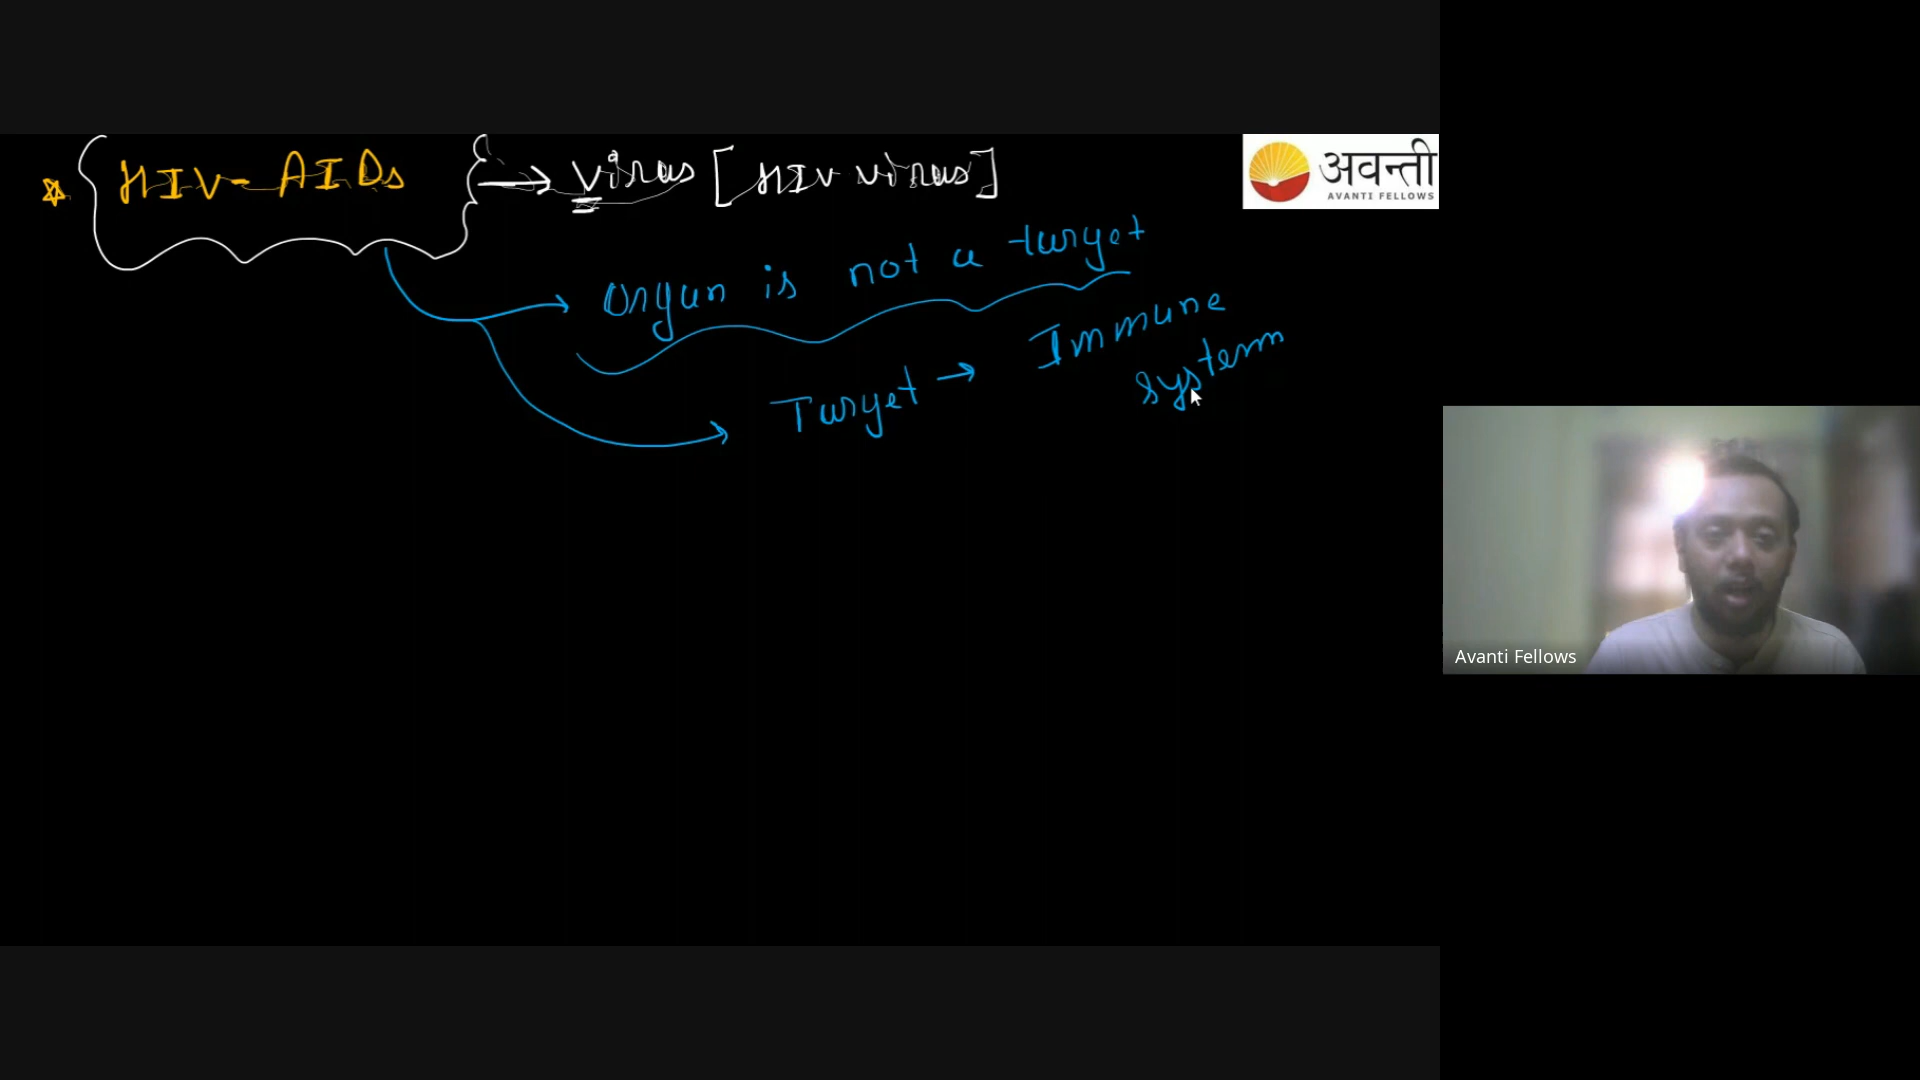 HIV-AIDs → Virus [HIV virus]
अवन्ती
AVANTI FELLOWS
→ Organ is not a target
→ Target → Immune
system
Avanti Fellows